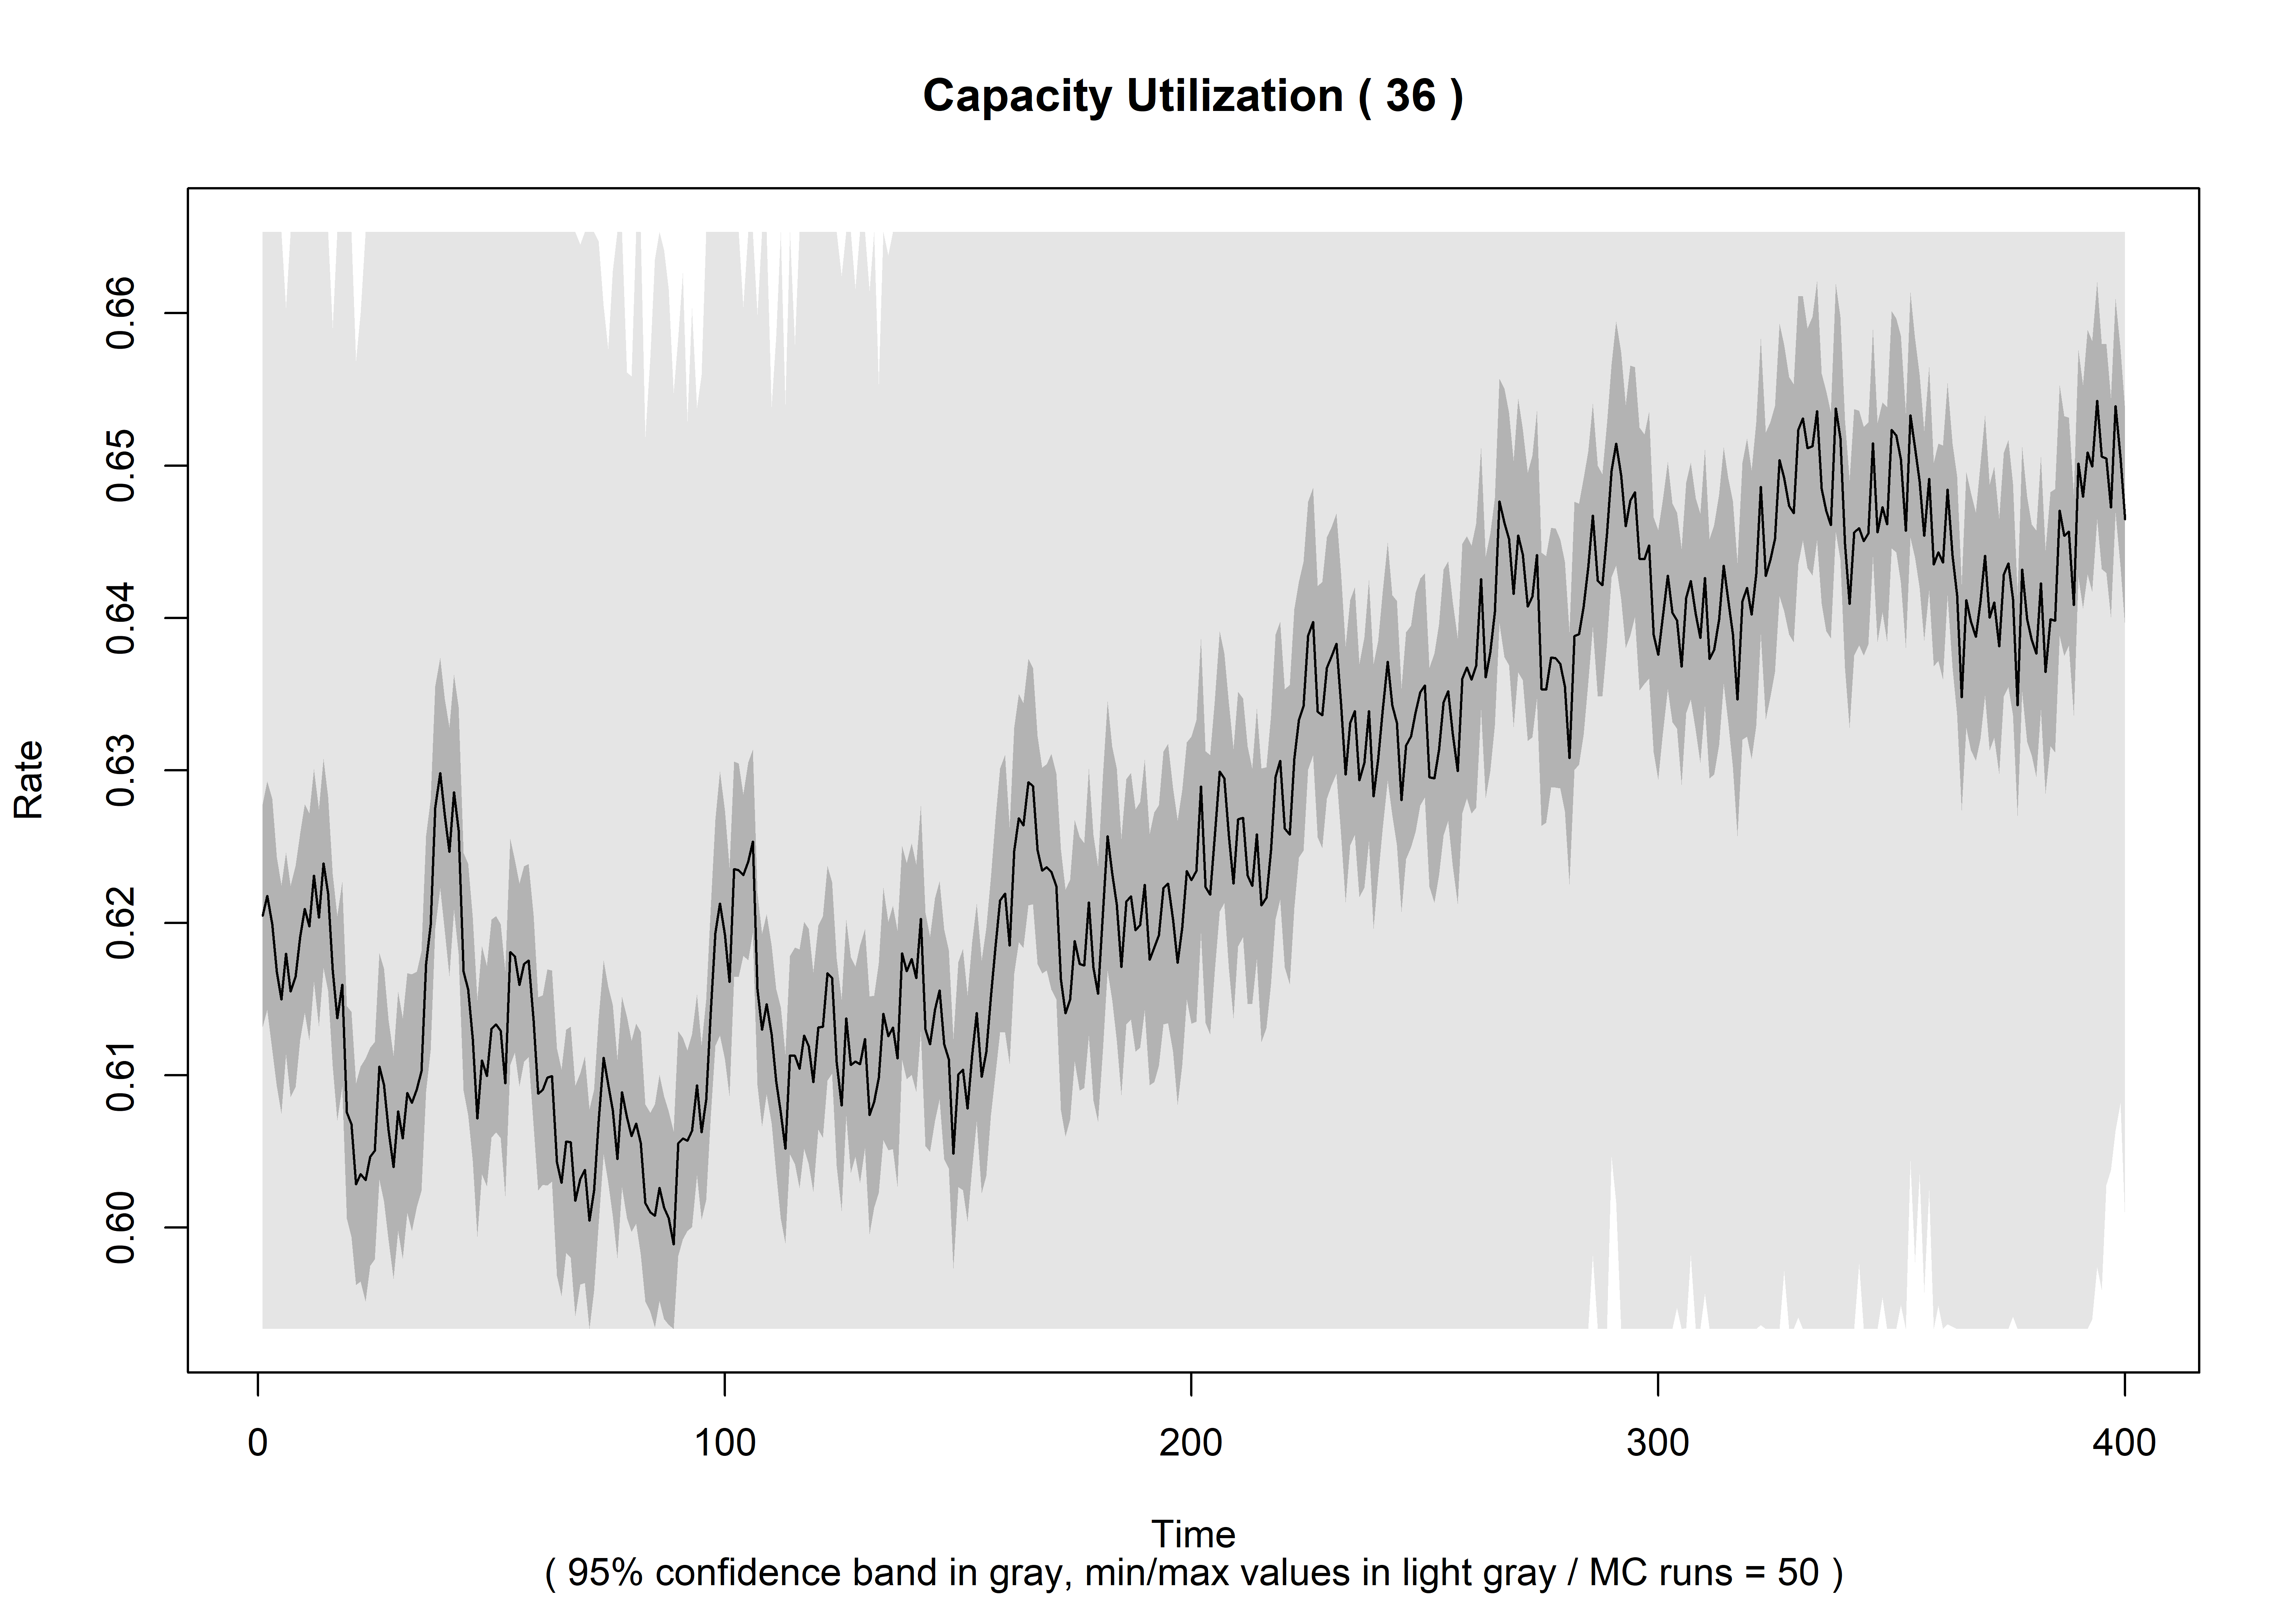 Capacity Utilization ( 36 )
Rate
0.66
0.65
0.64
0.63
0.62
0.61
0.60
0 100 200 300 400
Time
( 95% confidence band in gray, min/max values in light gray / MC runs = 50 )